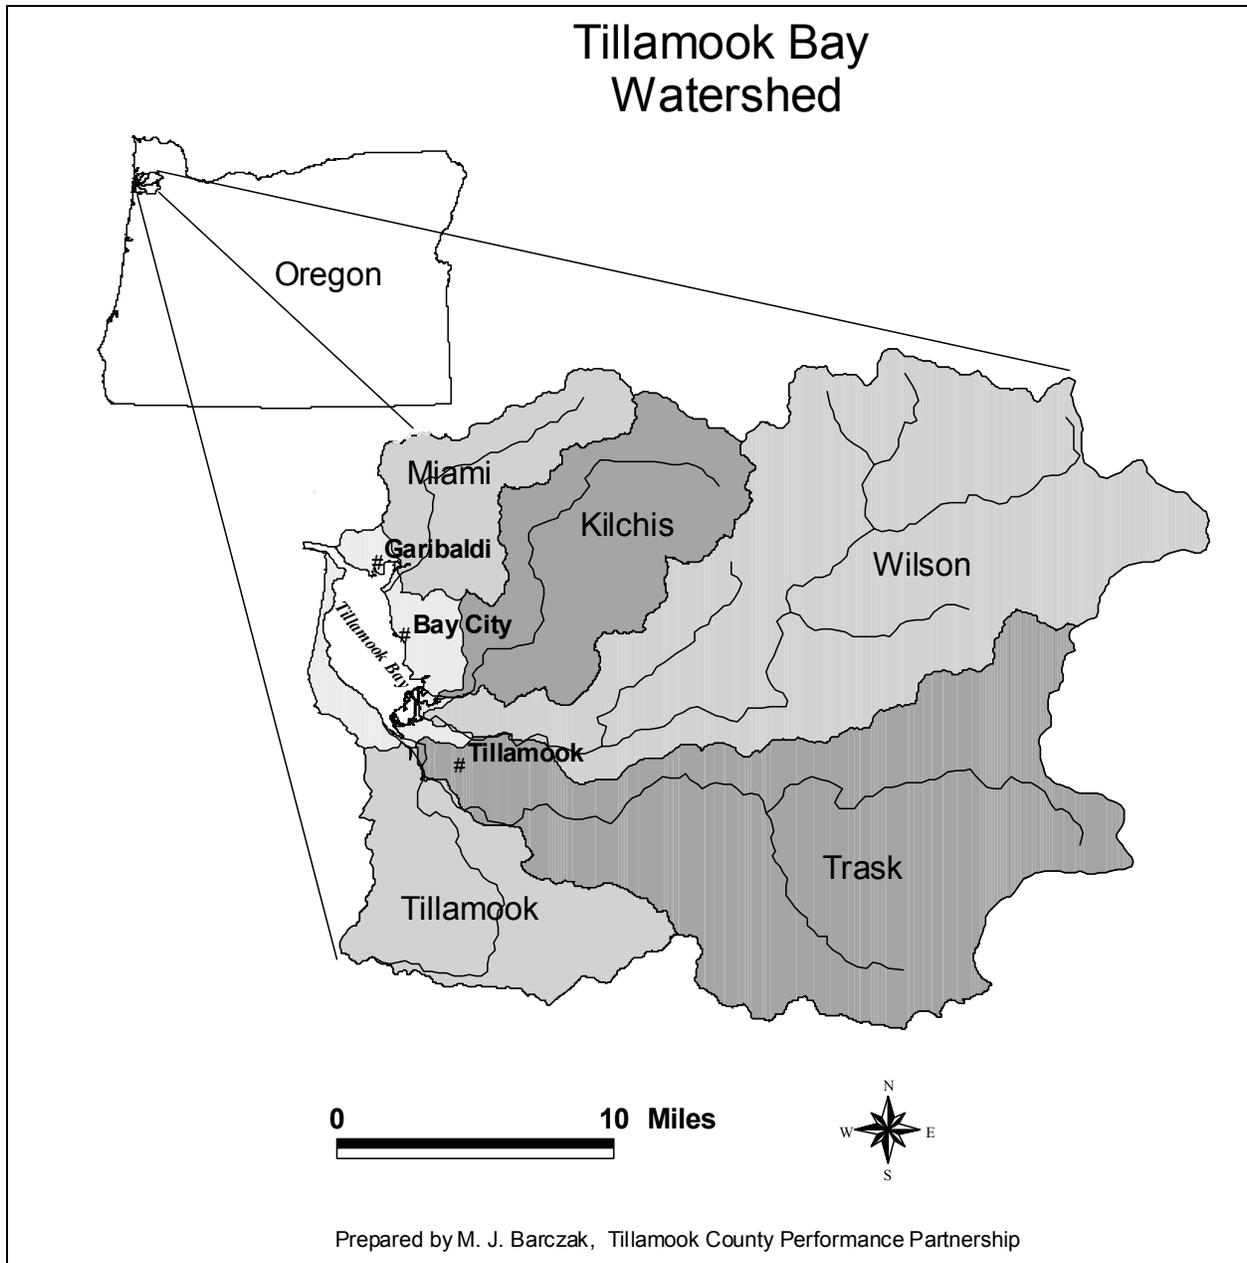 Tillamook Bay
Watershed
Oregon
Miami
Kilchis
Garibaldi
#
Wilson
Bay City
#
Tillamook Bay
Tillamook
#
Trask
Tillamook
0 10 Miles
N
W E
S
Prepared by M. J. Barczak, Tillamook County Performance Partnership